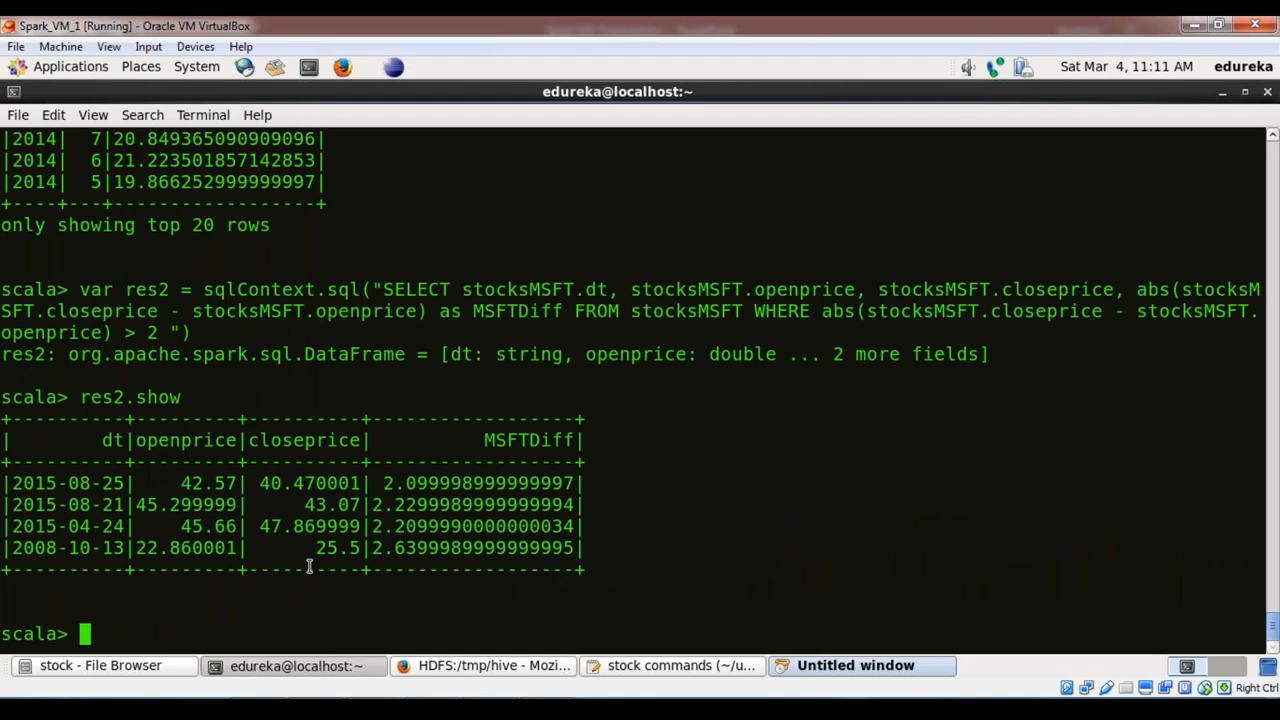 Spark_VM_1 [Running] - Oracle VM VirtualBox
File Machine View Input Devices Help
Applications Places System Sat Mar 4, 11:11 AM edureka
edureka@localhost:~
File Edit View Search Terminal Help
|2014|  7|20.849365090909096|
|2014|  6|21.223501857142853|
|2014|  5|19.866252999999997|
+----+---+------------------+
only showing top 20 rows
scala> var res2 = sqlContext.sql("SELECT stocksMSFT.dt, stocksMSFT.openprice, stocksMSFT.closeprice, abs(stocksM
SFT.closeprice - stocksMSFT.openprice) as MSFTDiff FROM stocksMSFT WHERE abs(stocksMSFT.closeprice - stocksMSFT.
openprice) > 2 ")
res2: org.apache.spark.sql.DataFrame = [dt: string, openprice: double ... 2 more fields]
scala> res2.show
+----------+---------+----------+------------------+
|        dt|openprice|closeprice|          MSFTDiff|
+----------+---------+----------+------------------+
|2015-08-25|    42.57| 40.470001| 2.099998999999997|
|2015-08-21|45.299999|     43.07|2.2299989999999994|
|2015-04-24|    45.66| 47.869999|2.2099990000000034|
|2008-10-13|22.860001|      25.5|2.6399989999999995|
+----------+---------+----------+------------------+
scala>
stock - File Browser edureka@localhost:~ HDFS:/tmp/hive - Mozi... stock commands (~/u... Untitled window
Right Ctrl